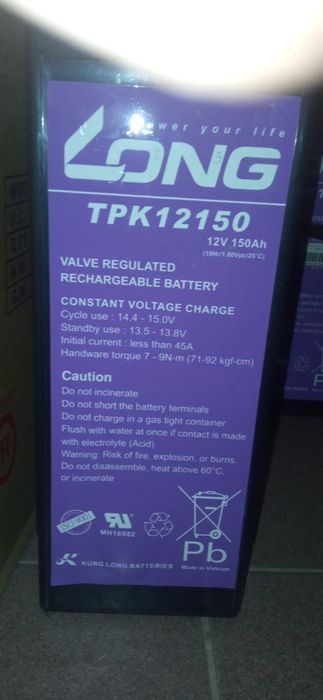 Power your life
LONG
TPK12150
12V 150Ah
(10Hr/1.80Vpc/25°C)
VALVE REGULATED
RECHARGEABLE BATTERY
CONSTANT VOLTAGE CHARGE
Cycle use : 14.4 - 15.0V
Standby use : 13.5 - 13.8V
Initial current : less than 45A
Handware torque 7 - 9N-m (71-92 kgf-cm)
Caution
Do not incinerate
Do not short the battery terminals
Do not charge in a gas tight container
Flush with water at once if contact is made
with electrolyte (Acid)
Warning: Risk of fire, explosion, or burns.
Do not disassemble, heat above 60°C,
or incinerate
ISO 9001
MH16982
Pb
KUNG LONG BATTERIES
Made in Vietnam